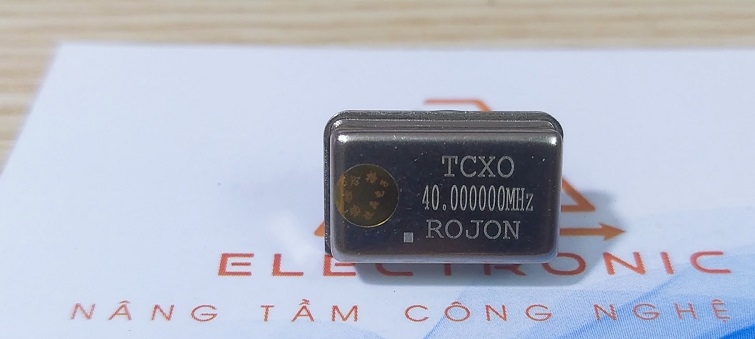 TCXO
40.000000MHz
ROJON
ELECTRONIC
NÂNG TẦM CÔNG NGHỆ